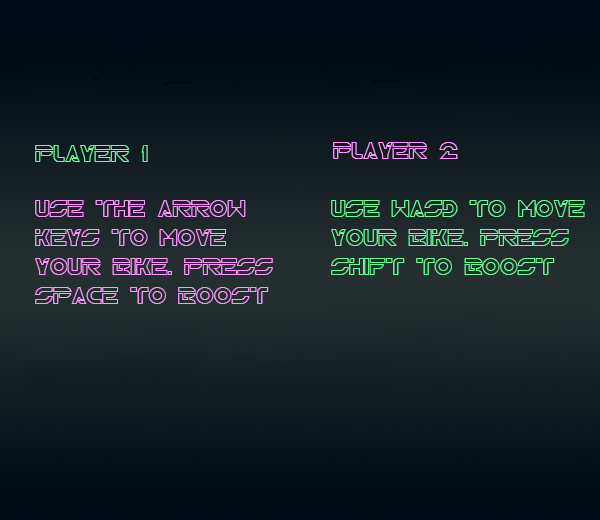 PLAYER 1
USE THE ARROW
KEYS TO MOVE
YOUR BIKE. PRESS
SPACE TO BOOST
PLAYER 2
USE WASD TO MOVE
YOUR BIKE. PRESS
SHIFT TO BOOST